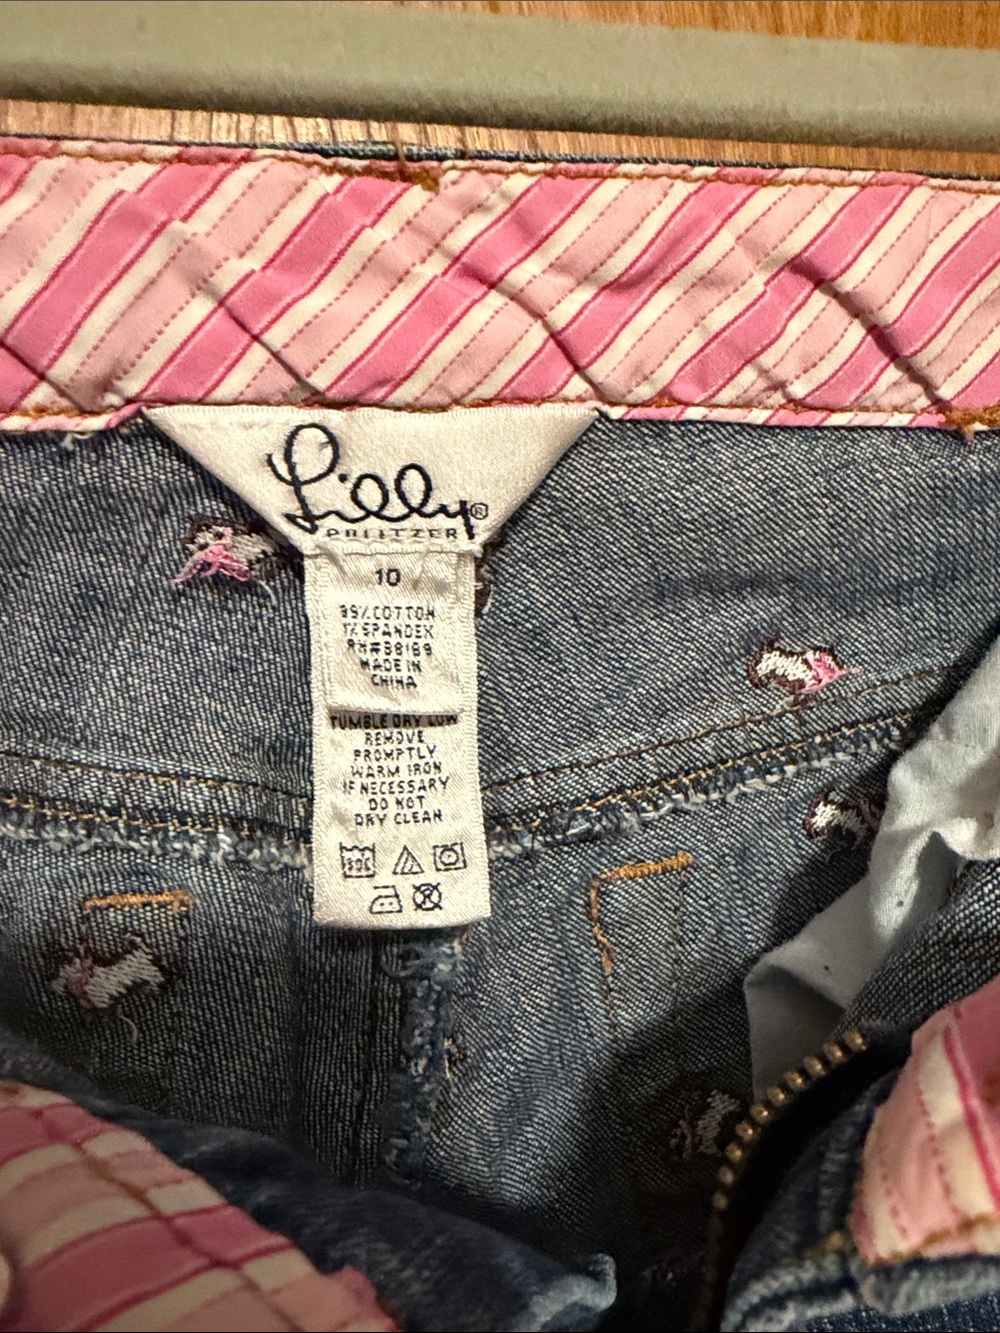 Lilly®
PULITZER
10
99% COTTON
1% SPANDEX
RN#98189
MADE IN
CHINA
TUMBLE DRY LOW
REMOVE
PROMPTLY
WARM IRON
IF NECESSARY
DO NOT
DRY CLEAN